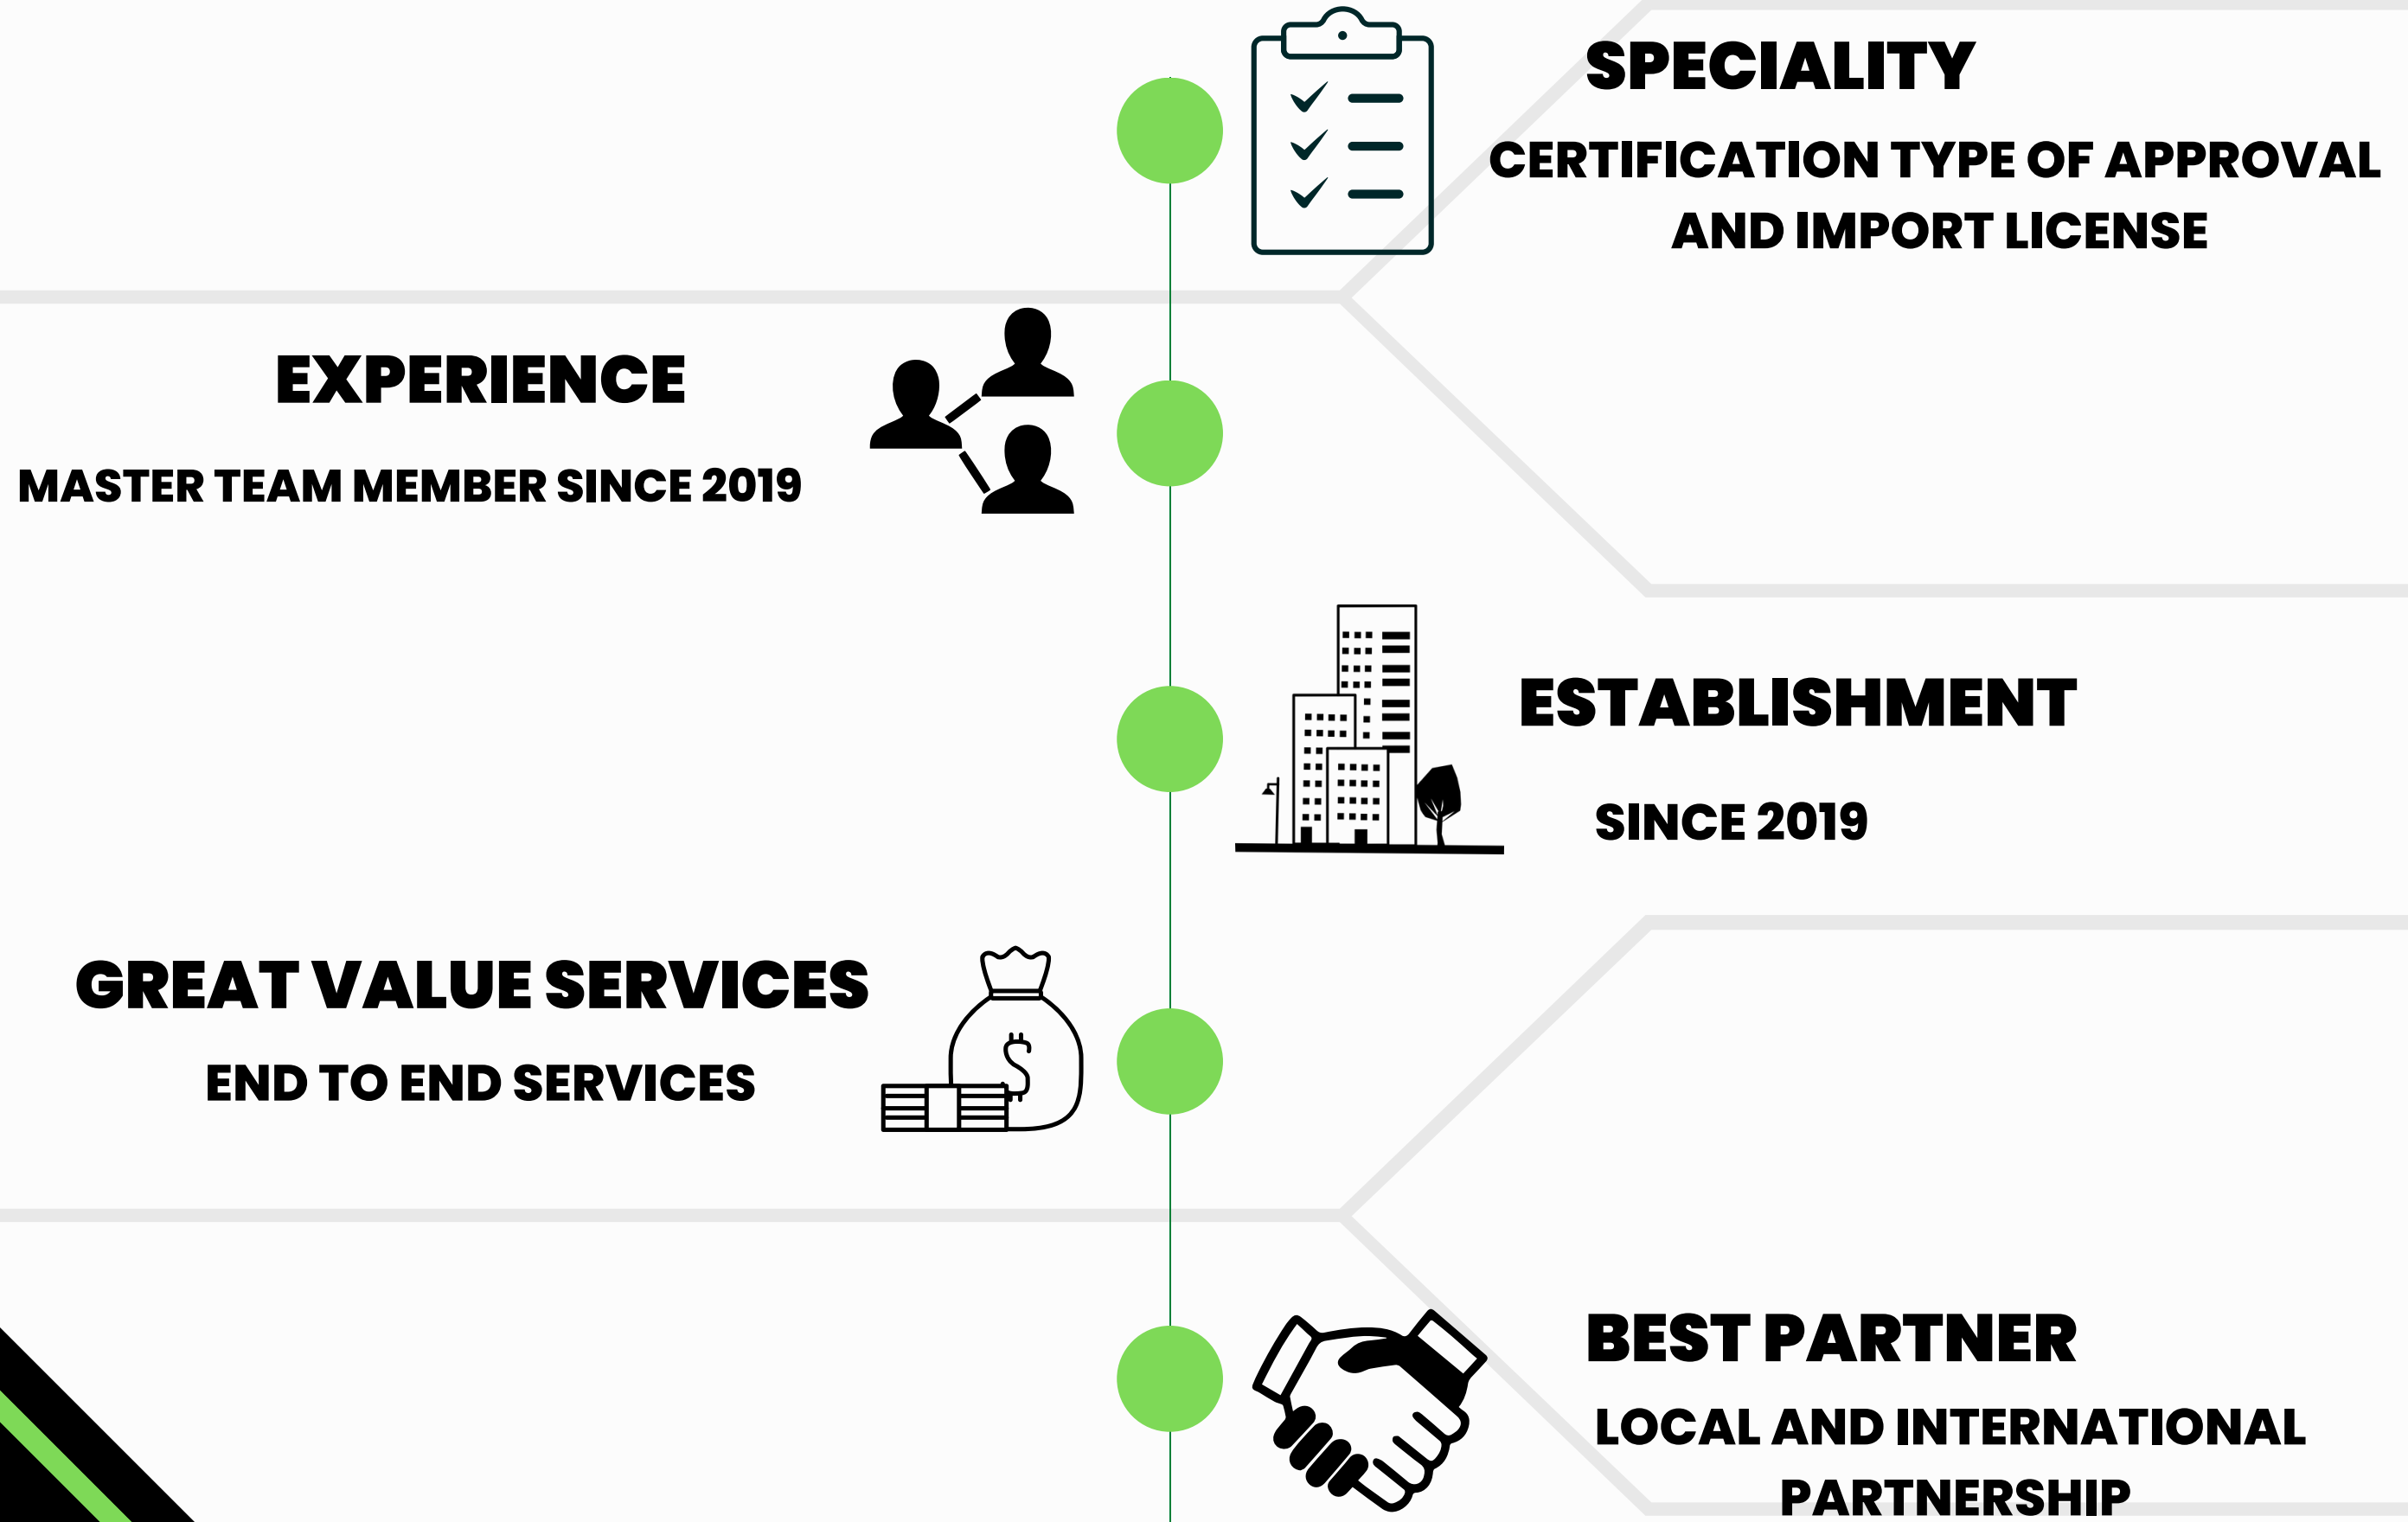 SPECIALITY
CERTIFICATION TYPE OF APPROVAL
AND IMPORT LICENSE
EXPERIENCE
MASTER TEAM MEMBER SINCE 2019
ESTABLISHMENT
SINCE 2019
GREAT VALUE SERVICES
END TO END SERVICES
$
BEST PARTNER
LOCAL AND INTERNATIONAL
PARTNERSHIP